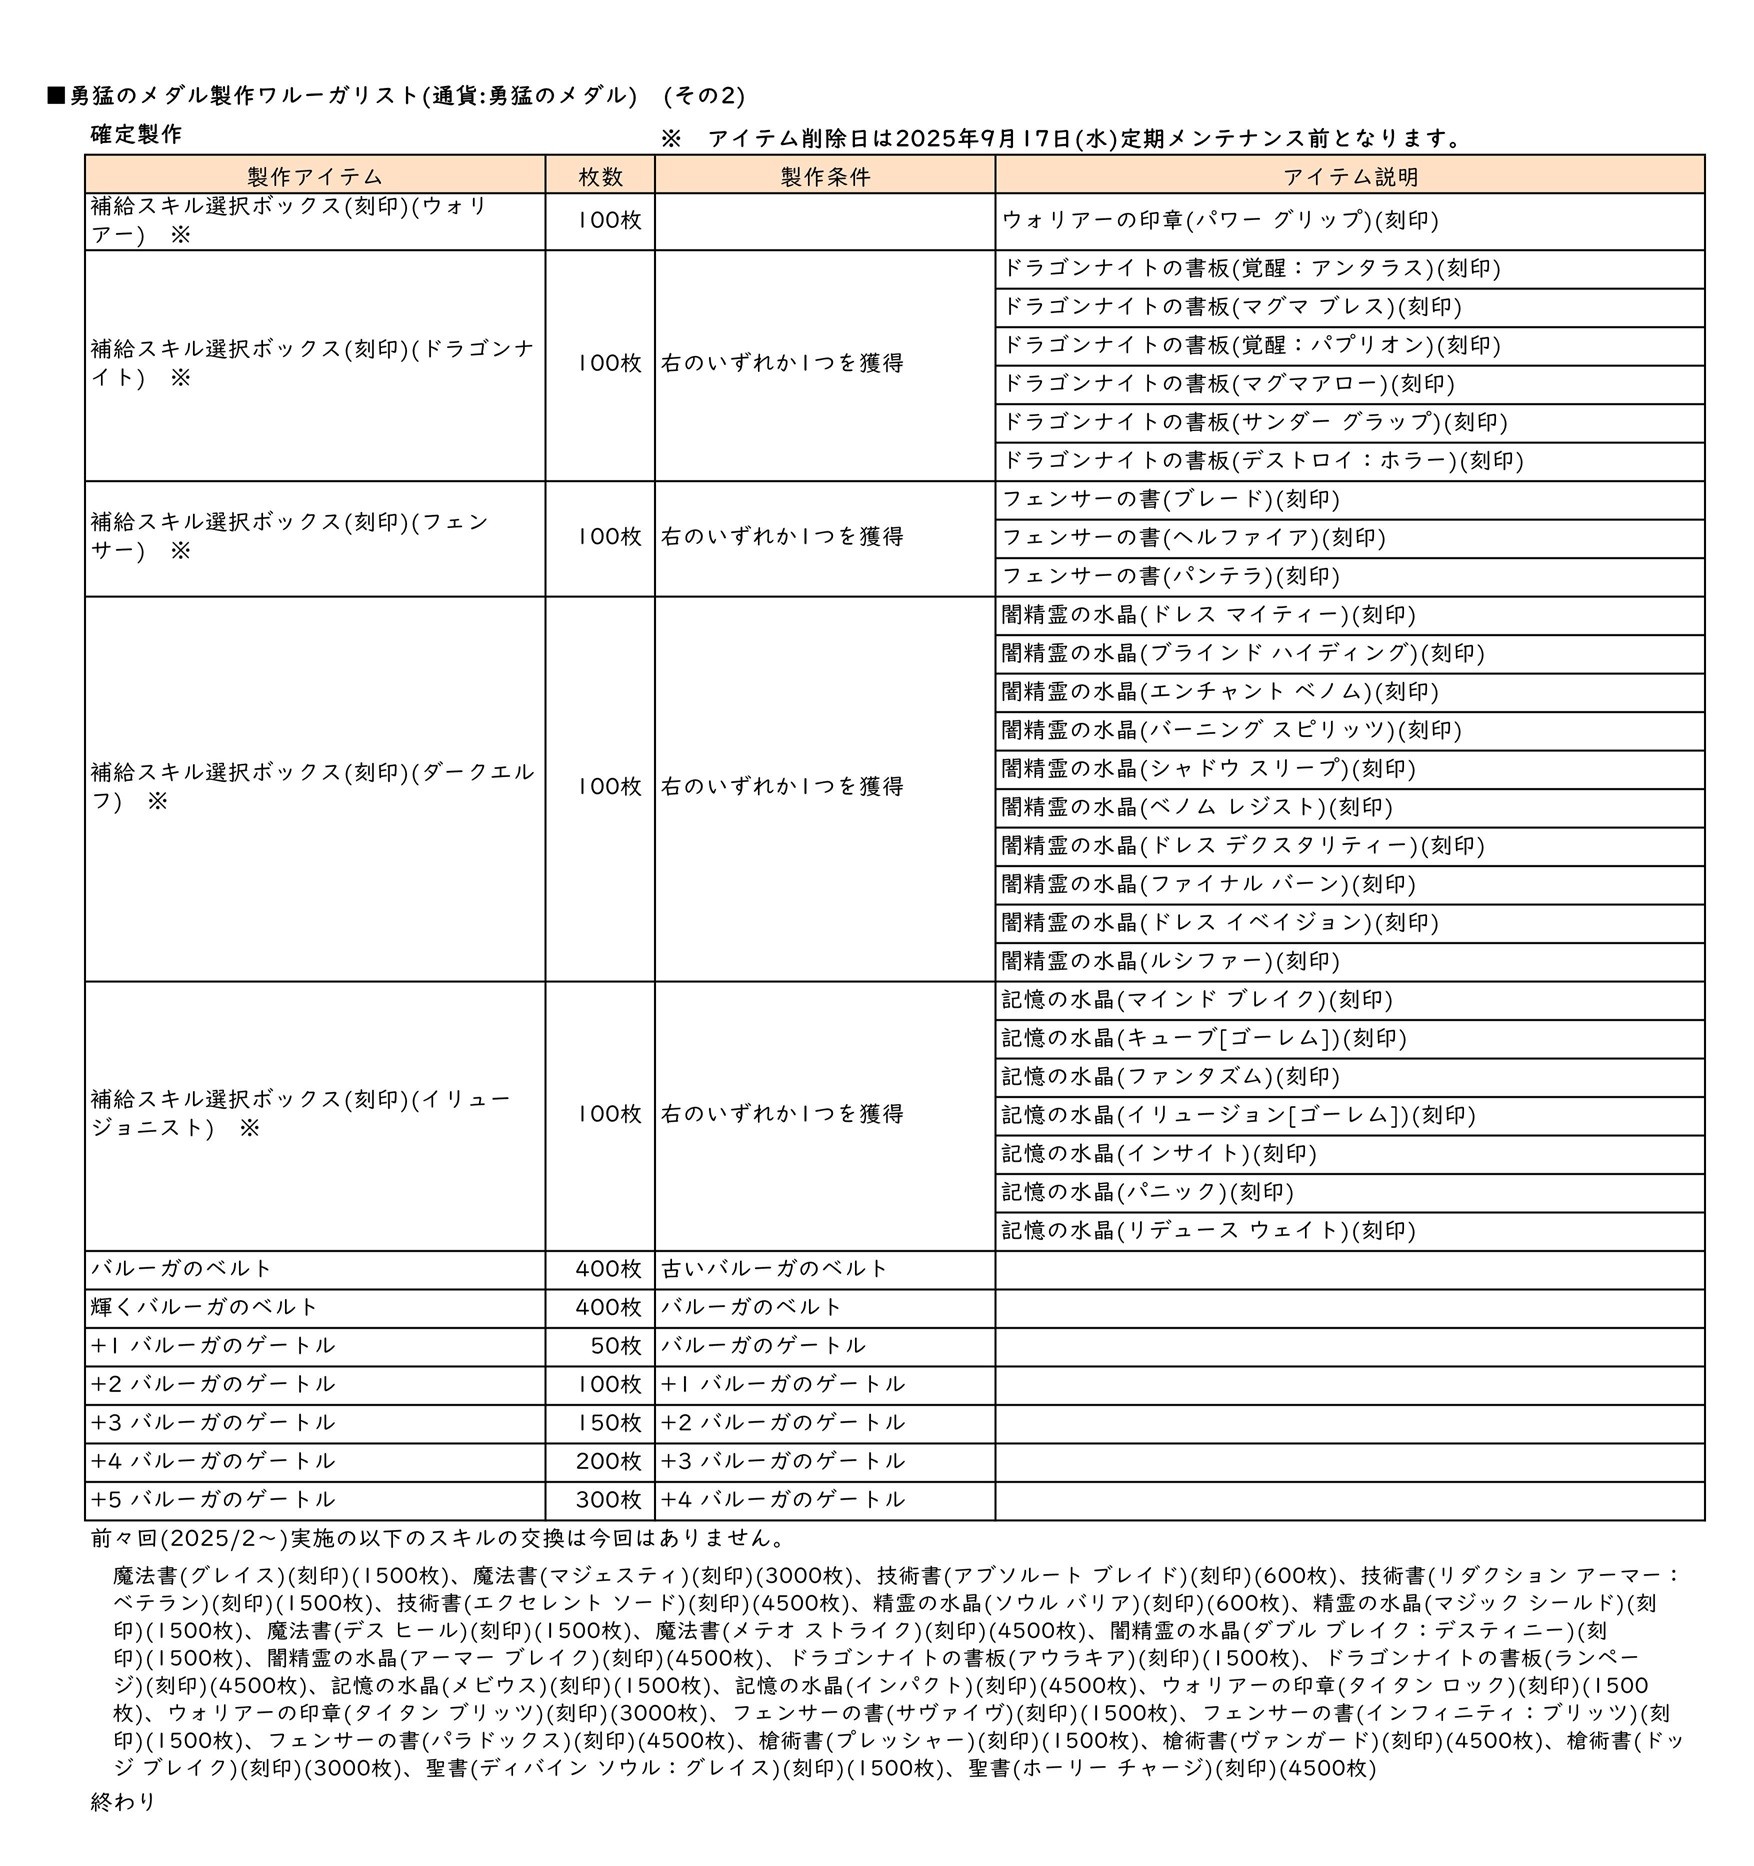 ■勇猛のメダル製作ワルーガリスト(通貨:勇猛のメダル)　(その2)
確定製作
※　アイテム削除日は2025年9月17日(水)定期メンテナンス前となります。
製作アイテム 枚数 製作条件 アイテム説明
補給スキル選択ボックス(刻印)(ウォリ
アー)　※
100枚
ウォリアーの印章(パワー グリップ)(刻印)
補給スキル選択ボックス(刻印)(ドラゴンナ
イト)　※
100枚 右のいずれか1つを獲得
ドラゴンナイトの書板(覚醒：アンタラス)(刻印)
ドラゴンナイトの書板(マグマ ブレス)(刻印)
ドラゴンナイトの書板(覚醒：パプリオン)(刻印)
ドラゴンナイトの書板(マグマアロー)(刻印)
ドラゴンナイトの書板(サンダー グラップ)(刻印)
ドラゴンナイトの書板(デストロイ：ホラー)(刻印)
補給スキル選択ボックス(刻印)(フェン
サー)　※
100枚 右のいずれか1つを獲得
フェンサーの書(ブレード)(刻印)
フェンサーの書(ヘルファイア)(刻印)
フェンサーの書(パンテラ)(刻印)
補給スキル選択ボックス(刻印)(ダークエル
フ)　※
100枚 右のいずれか1つを獲得
闇精霊の水晶(ドレス マイティー)(刻印)
闇精霊の水晶(ブラインド ハイディング)(刻印)
闇精霊の水晶(エンチャント ベノム)(刻印)
闇精霊の水晶(バーニング スピリッツ)(刻印)
闇精霊の水晶(シャドウ スリープ)(刻印)
闇精霊の水晶(ベノム レジスト)(刻印)
闇精霊の水晶(ドレス デクスタリティー)(刻印)
闇精霊の水晶(ファイナル バーン)(刻印)
闇精霊の水晶(ドレス イベイジョン)(刻印)
闇精霊の水晶(ルシファー)(刻印)
補給スキル選択ボックス(刻印)(イリュー
ジョニスト)　※
100枚 右のいずれか1つを獲得
記憶の水晶(マインド ブレイク)(刻印)
記憶の水晶(キューブ[ゴーレム])(刻印)
記憶の水晶(ファンタズム)(刻印)
記憶の水晶(イリュージョン[ゴーレム])(刻印)
記憶の水晶(インサイト)(刻印)
記憶の水晶(パニック)(刻印)
記憶の水晶(リデュース ウェイト)(刻印)
バルーガのベルト 400枚 古いバルーガのベルト
輝くバルーガのベルト 400枚 バルーガのベルト
+1 バルーガのゲートル 50枚 バルーガのゲートル
+2 バルーガのゲートル 100枚 +1 バルーガのゲートル
+3 バルーガのゲートル 150枚 +2 バルーガのゲートル
+4 バルーガのゲートル 200枚 +3 バルーガのゲートル
+5 バルーガのゲートル 300枚 +4 バルーガのゲートル
前々回(2025/2～)実施の以下のスキルの交換は今回はありません。
魔法書(グレイス)(刻印)(1500枚)、魔法書(マジェスティ)(刻印)(3000枚)、技術書(アブソルート ブレイド)(刻印)(600枚)、技術書(リダクション アーマー：
ベテラン)(刻印)(1500枚)、技術書(エクセレント ソード)(刻印)(4500枚)、精霊の水晶(ソウル バリア)(刻印)(600枚)、精霊の水晶(マジック シールド)(刻
印)(1500枚)、魔法書(デス ヒール)(刻印)(1500枚)、魔法書(メテオ ストライク)(刻印)(4500枚)、闇精霊の水晶(ダブル ブレイク：デスティニー)(刻
印)(1500枚)、闇精霊の水晶(アーマー ブレイク)(刻印)(4500枚)、ドラゴンナイトの書板(アウラキア)(刻印)(1500枚)、ドラゴンナイトの書板(ランペー
ジ)(刻印)(4500枚)、記憶の水晶(メビウス)(刻印)(1500枚)、記憶の水晶(インパクト)(刻印)(4500枚)、ウォリアーの印章(タイタン ロック)(刻印)(1500
枚)、ウォリアーの印章(タイタン ブリッツ)(刻印)(3000枚)、フェンサーの書(サヴァイヴ)(刻印)(1500枚)、フェンサーの書(インフィニティ：ブリッツ)(刻
印)(1500枚)、フェンサーの書(パラドックス)(刻印)(4500枚)、槍術書(プレッシャー)(刻印)(1500枚)、槍術書(ヴァンガード)(刻印)(4500枚)、槍術書(ドッ
ジ ブレイク)(刻印)(3000枚)、聖書(ディバイン ソウル：グレイス)(刻印)(1500枚)、聖書(ホーリー チャージ)(刻印)(4500枚)
終わり